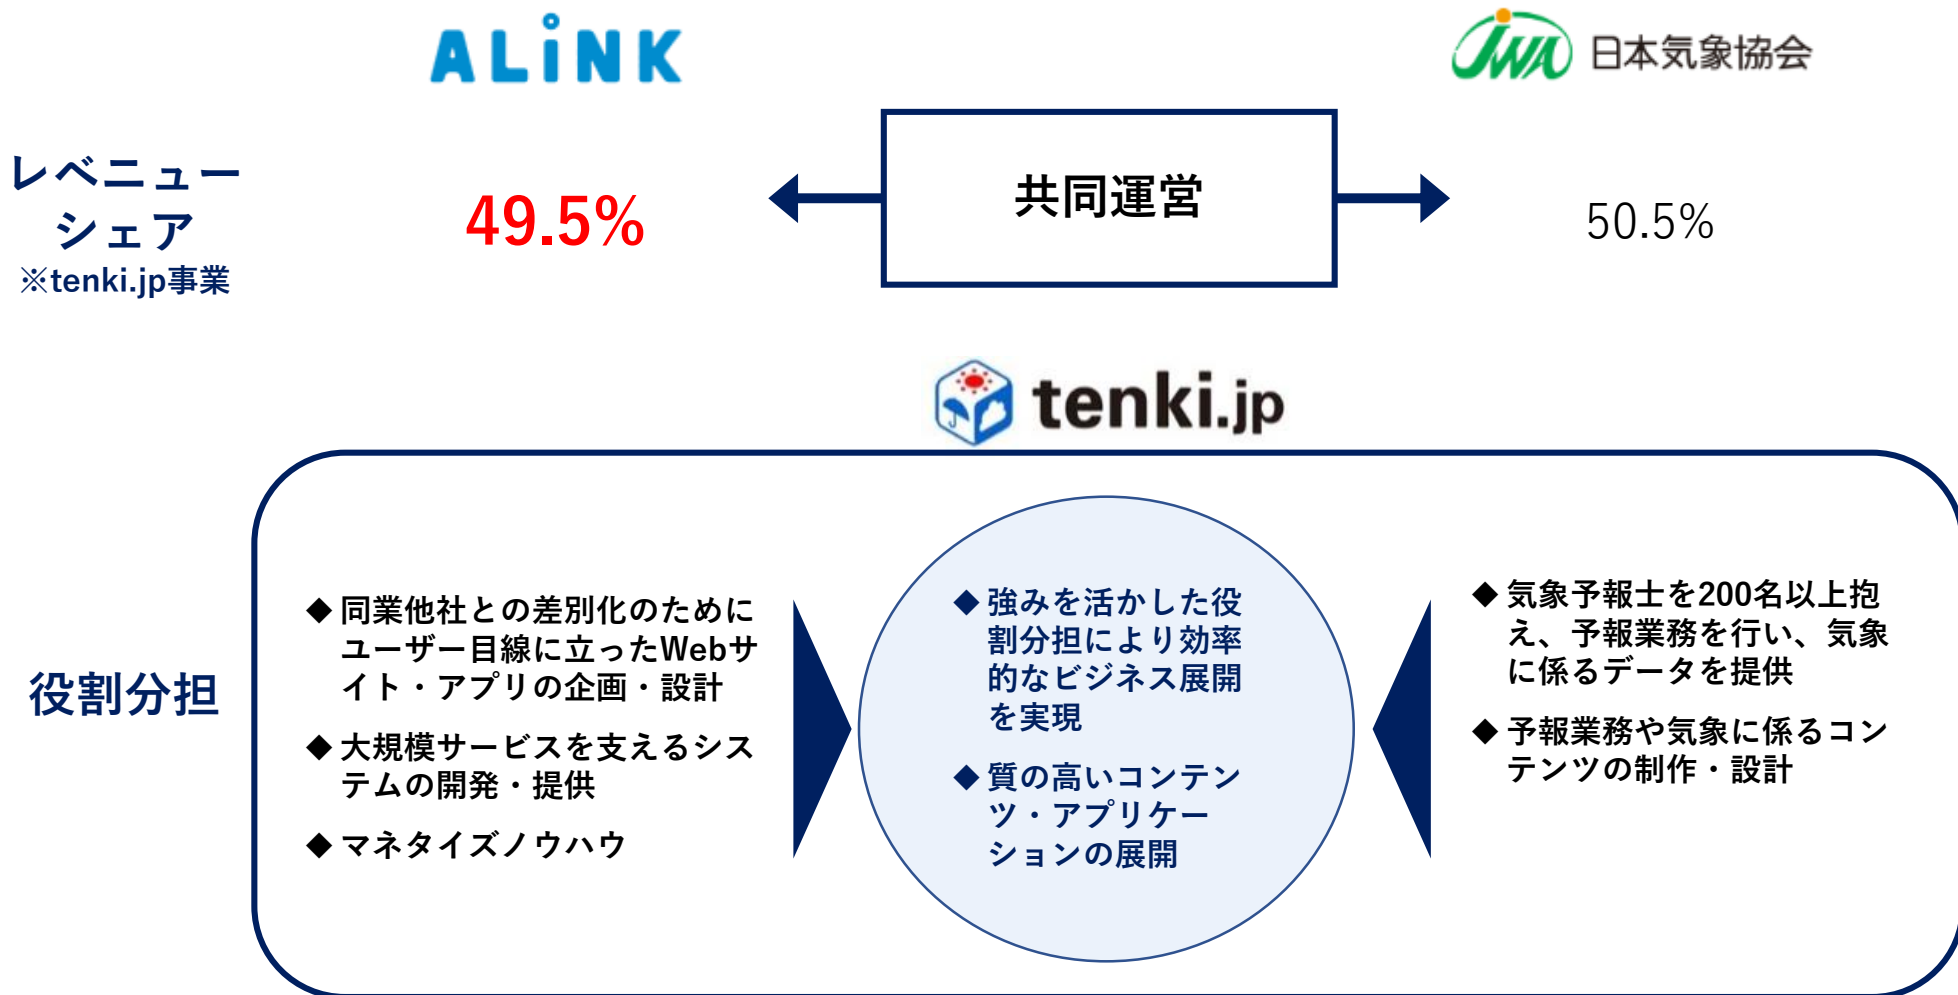 ALiNK
JWA 日本気象協会
レベニュー
シェア
※tenki.jp事業
49.5%
共同運営
50.5%
tenki.jp
役割分担
◆ 同業他社との差別化のために
ユーザー目線に立ったWebサ
イト・アプリの企画・設計
◆ 大規模サービスを支えるシス
テムの開発・提供
◆ マネタイズノウハウ
◆ 強みを活かした役
割分担により効率
的なビジネス展開
を実現
◆ 質の高いコンテン
ツ・アプリケー
ションの展開
◆ 気象予報士を200名以上抱
え、予報業務を行い、気象
に係るデータを提供
◆ 予報業務や気象に係るコン
テンツの制作・設計